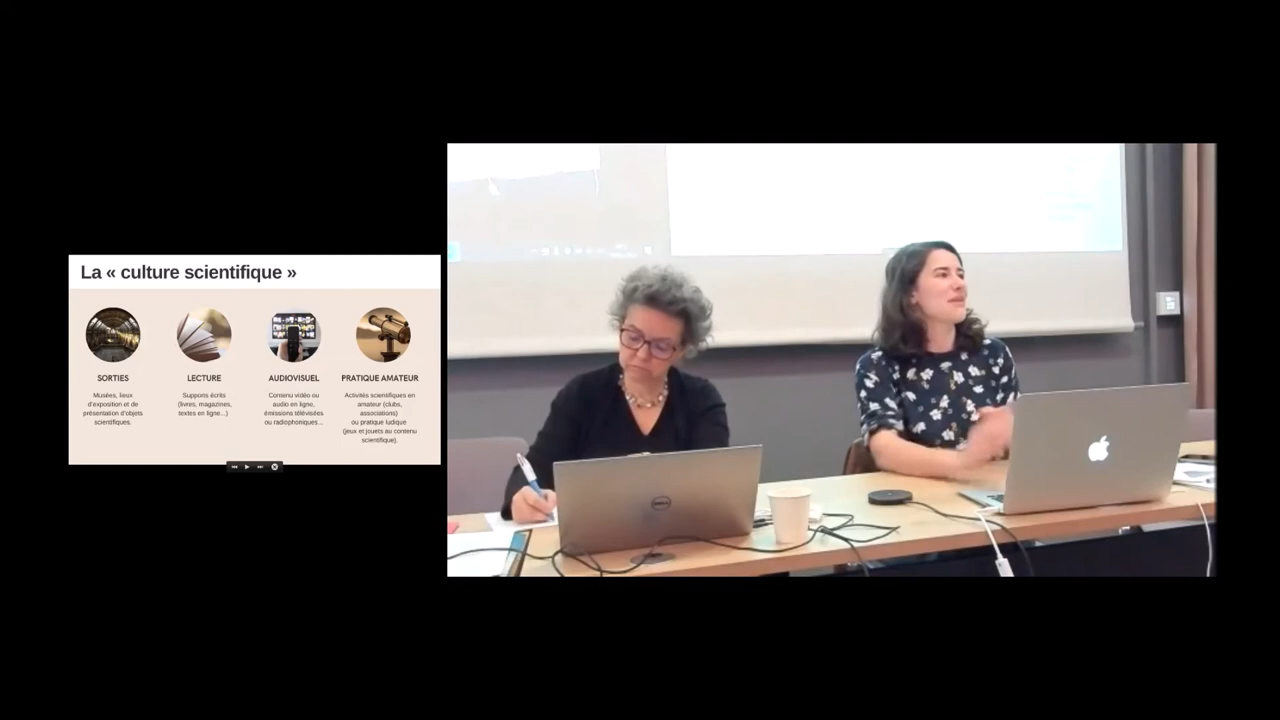 La « culture scientifique »
SORTIES
Musées, lieux
d'exposition et de
présentation d'objets
scientifiques.
LECTURE
Supports écrits
(livres, magazines,
textes en ligne...)
AUDIOVISUEL
Contenu vidéo ou
audio en ligne,
émissions télévisées
ou radiophoniques...
PRATIQUE AMATEUR
Activités scientifiques en
amateur (clubs,
associations)
ou pratique ludique
(jeux et jouets au contenu
scientifique).
DELL